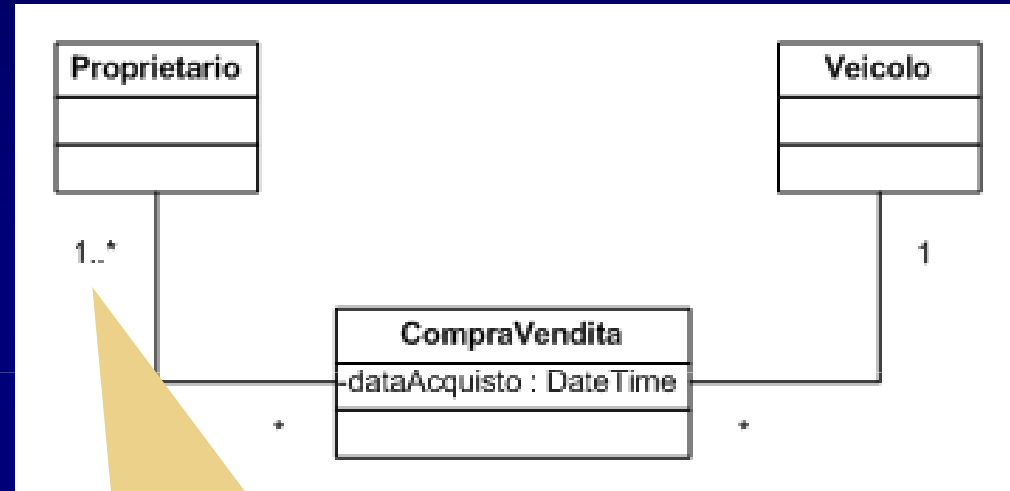 Proprietario
Veicolo
1..*
1
CompraVendita
-dataAcquisto : DateTime
*
*